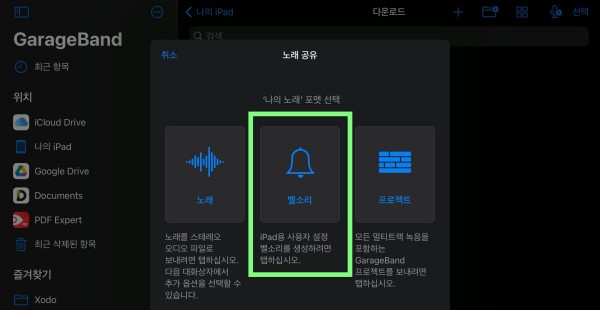 나의 iPad
다운로드
선택
GarageBand
검색
최근 항목
위치
iCloud Drive
나의 iPad
Google Drive
Documents
PDF Expert
최근 삭제된 항목
즐겨찾기
Xodo
취소
노래 공유
‘나의 노래’ 포맷 선택
노래
벨소리
프로젝트
노래를 스테레오
오디오 파일로
보내려면 탭하십시오.
다음 대화상자에서
추가 옵션을 선택할 수
있습니다.
iPad용 사용자 설정
벨소리를 생성하려면
탭하십시오.
모든 멀티트랙 녹음을
포함하는
GarageBand
프로젝트를 보내려면
탭하십시오.